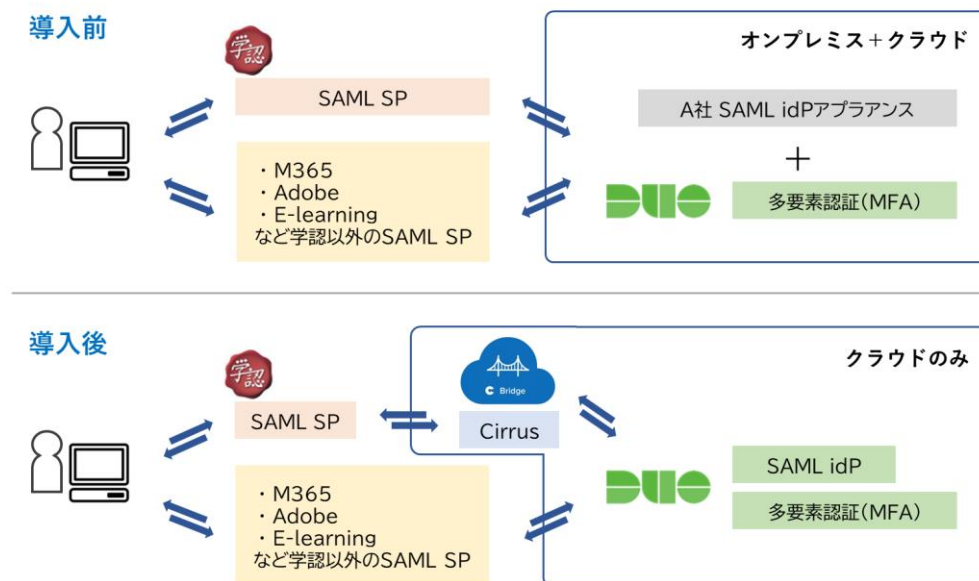 導入前
学認
オンプレミス+クラウド
SAML SP
A社 SAML idPアプラアンス
+
・M365
・Adobe
・E-learning
など学認以外のSAML SP
DUO
多要素認証(MFA)
導入後
学認
クラウドのみ
C Bridge
SAML SP
Cirrus
・M365
・Adobe
・E-learning
など学認以外のSAML SP
DUO
SAML idP
多要素認証(MFA)